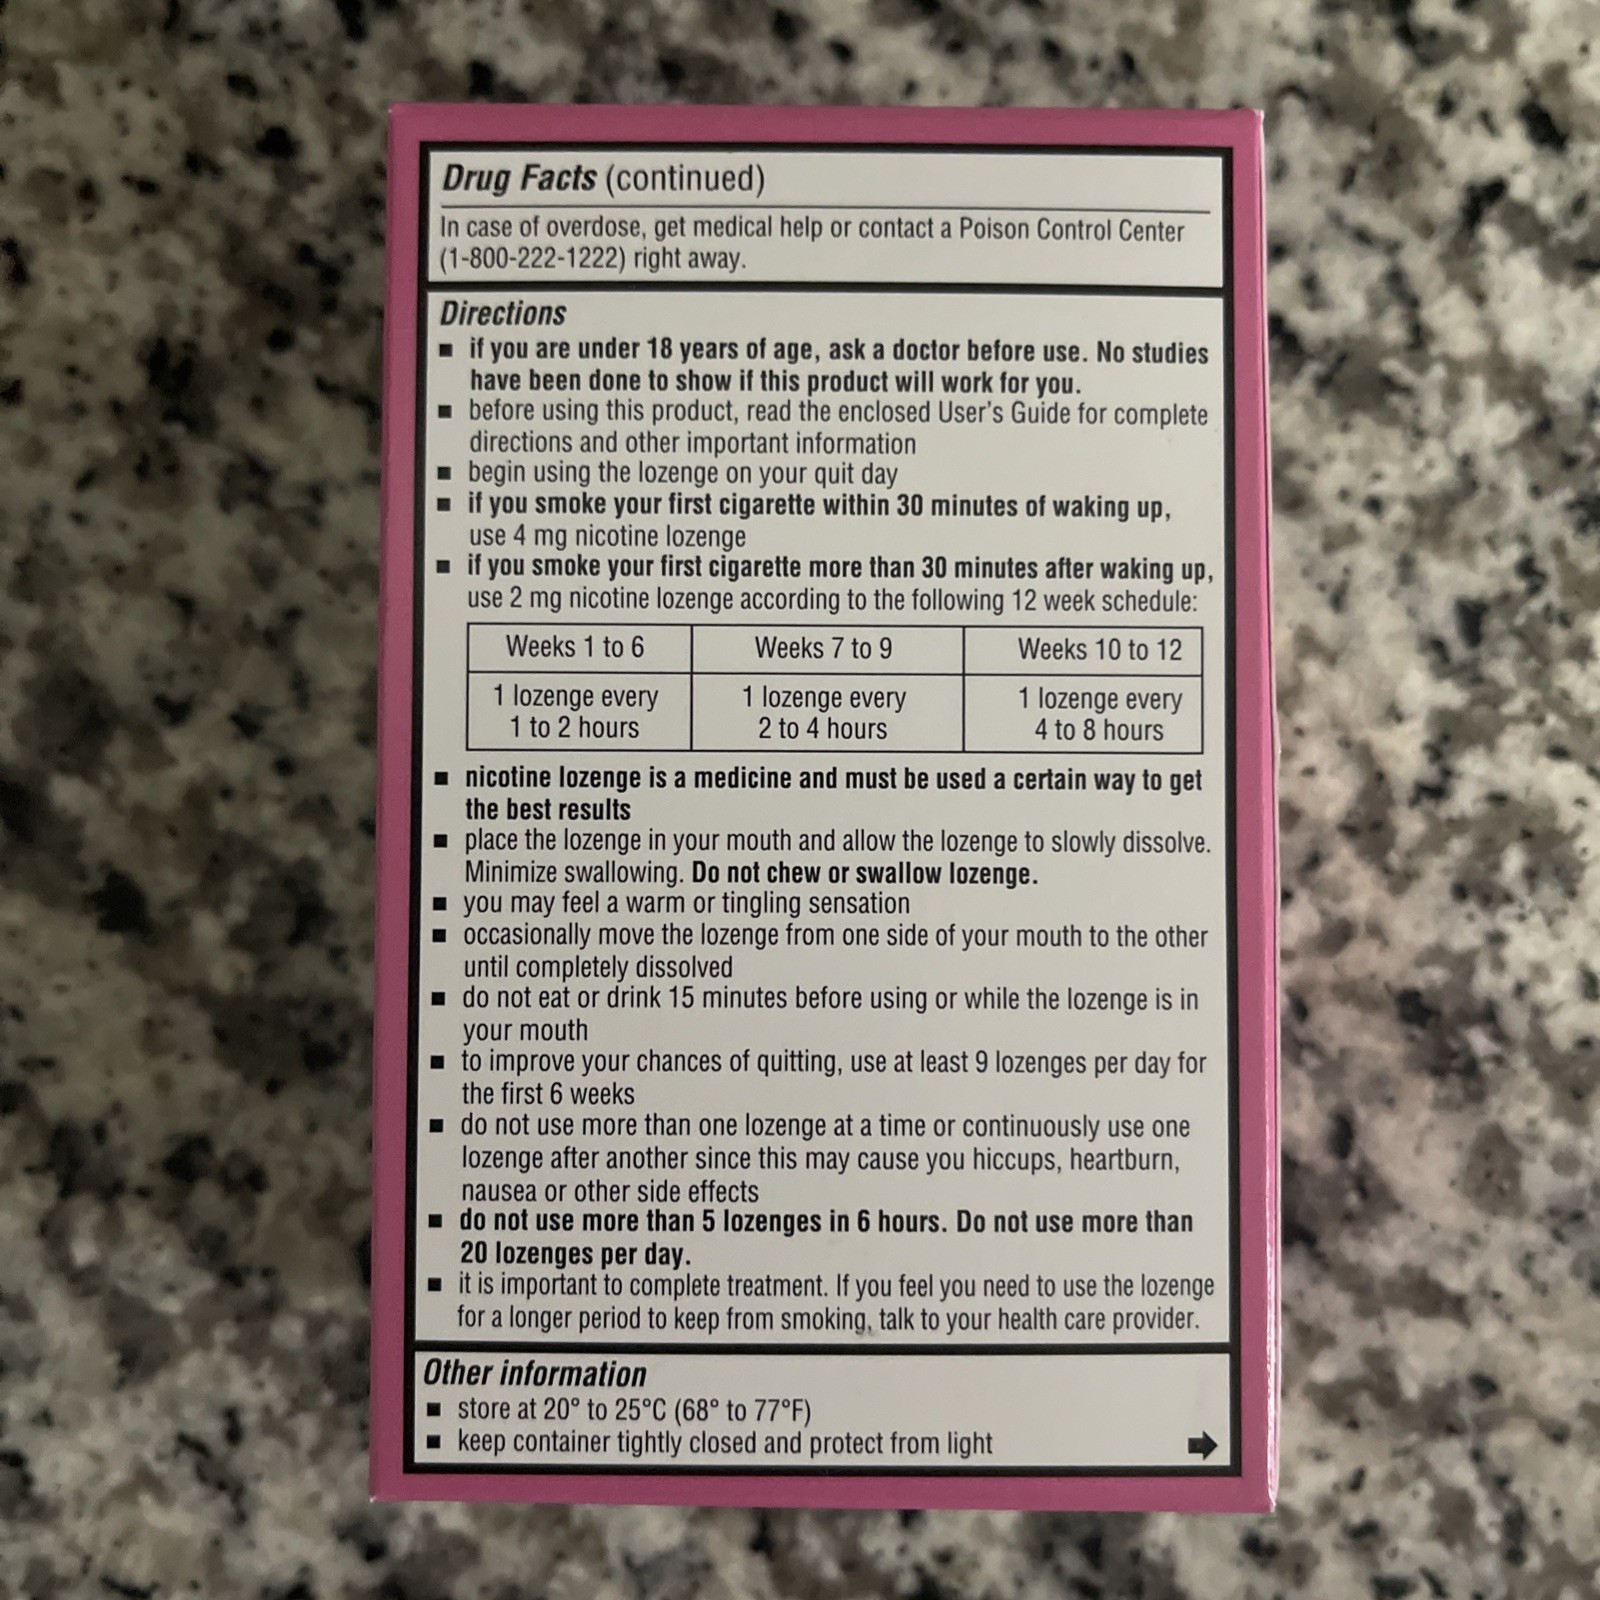 Drug Facts (continued)
In case of overdose, get medical help or contact a Poison Control Center
(1-800-222-1222) right away.
Directions
▪ if you are under 18 years of age, ask a doctor before use. No studies
have been done to show if this product will work for you.
▪ before using this product, read the enclosed User's Guide for complete
directions and other important information
▪ begin using the lozenge on your quit day
▪ if you smoke your first cigarette within 30 minutes of waking up,
use 4 mg nicotine lozenge
▪ if you smoke your first cigarette more than 30 minutes after waking up,
use 2 mg nicotine lozenge according to the following 12 week schedule:
Weeks 1 to 6 Weeks 7 to 9 Weeks 10 to 12
1 lozenge every 1 lozenge every 1 lozenge every
1 to 2 hours 2 to 4 hours 4 to 8 hours
▪ nicotine lozenge is a medicine and must be used a certain way to get
the best results
▪ place the lozenge in your mouth and allow the lozenge to slowly dissolve.
Minimize swallowing. Do not chew or swallow lozenge.
▪ you may feel a warm or tingling sensation
▪ occasionally move the lozenge from one side of your mouth to the other
until completely dissolved
▪ do not eat or drink 15 minutes before using or while the lozenge is in
your mouth
▪ to improve your chances of quitting, use at least 9 lozenges per day for
the first 6 weeks
▪ do not use more than one lozenge at a time or continuously use one
lozenge after another since this may cause you hiccups, heartburn,
nausea or other side effects
▪ do not use more than 5 lozenges in 6 hours. Do not use more than
20 lozenges per day.
▪ it is important to complete treatment. If you feel you need to use the lozenge
for a longer period to keep from smoking, talk to your health care provider.
Other information
▪ store at 20° to 25°C (68° to 77°F)
▪ keep container tightly closed and protect from light